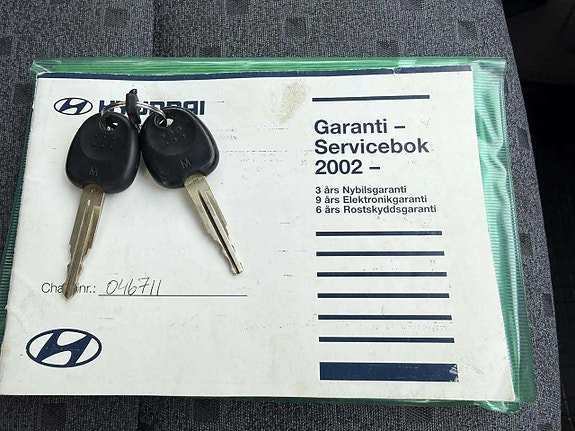 HYUNDAI
Garanti –
Servicebok
2002 –
3 års Nybilsgaranti
9 års Elektronikgaranti
6 års Rostskyddsgaranti
Chassinr.: 046711